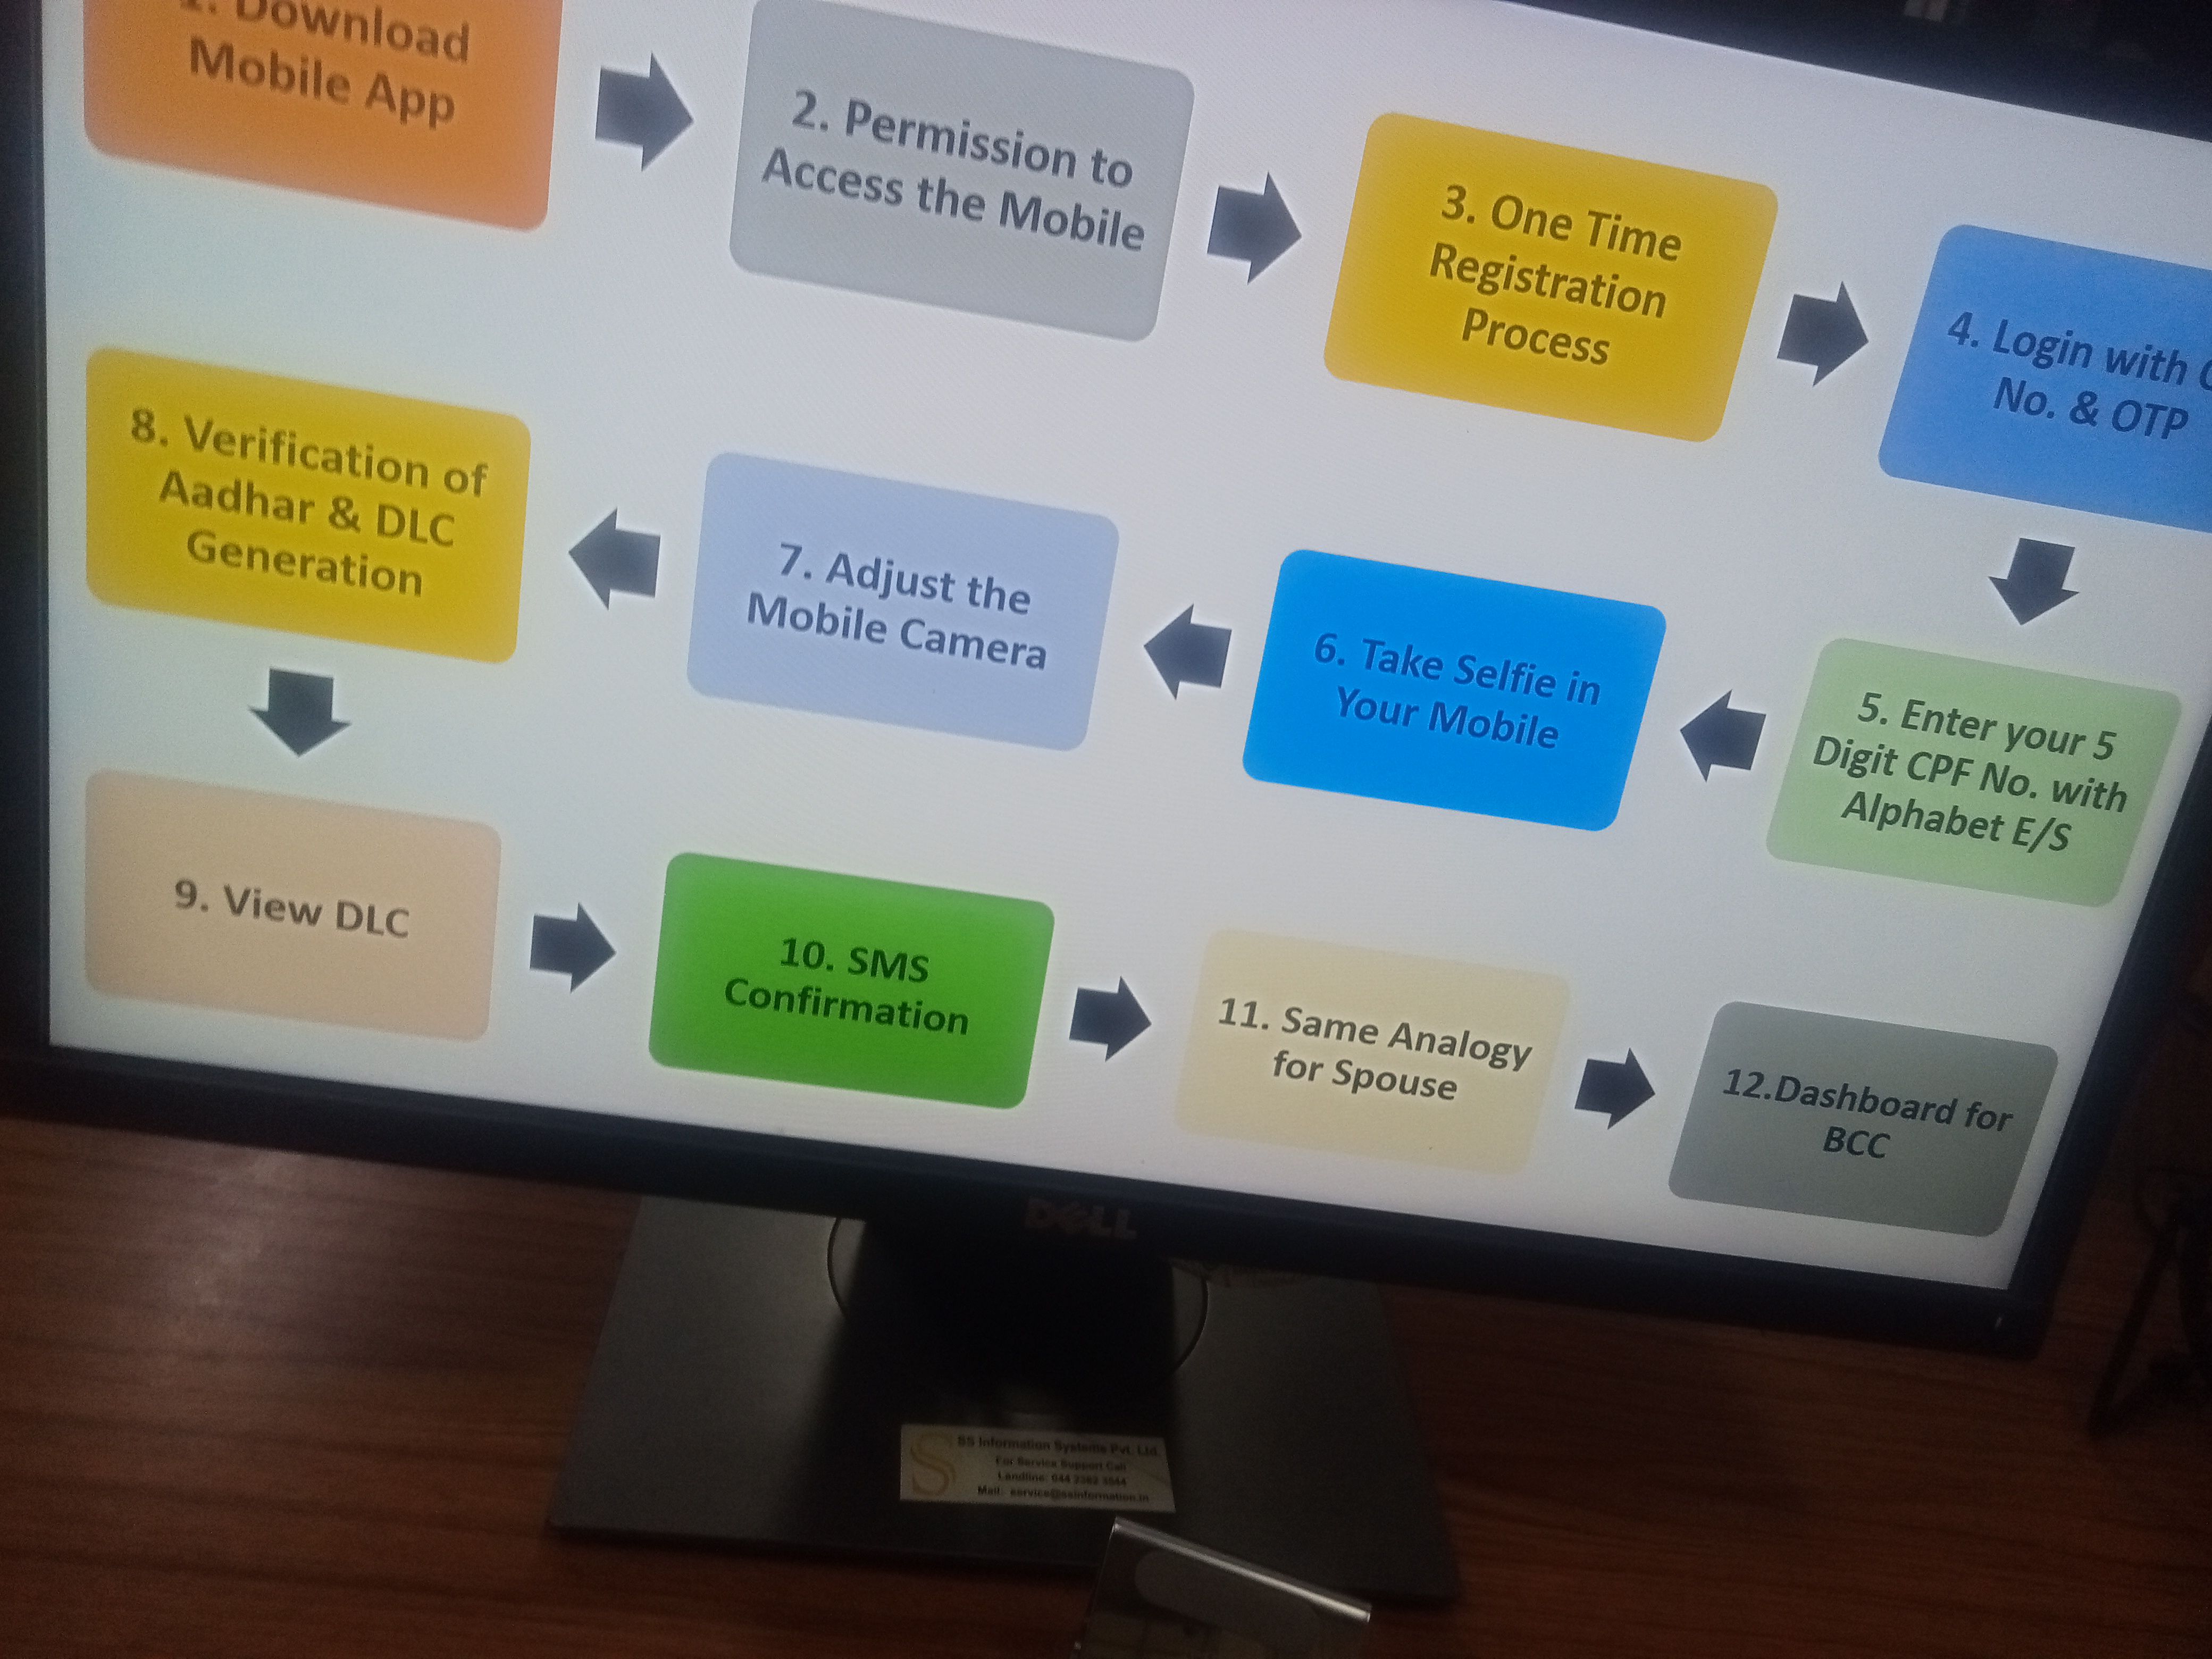 1. Download
Mobile App
2. Permission to
Access the Mobile
3. One Time
Registration
Process
4. Login with
No. & OTP
5. Enter your 5
Digit CPF No. with
Alphabet E/S
6. Take Selfie in
Your Mobile
7. Adjust the
Mobile Camera
8. Verification of
Aadhar & DLC
Generation
9. View DLC
10. SMS
Confirmation
11. Same Analogy
for Spouse
12.Dashboard for
BCC
DELL
SS Information Systems Pvt. Ltd.
For Service Support Call
Landline: 044
Mail: service@ssinformation.in